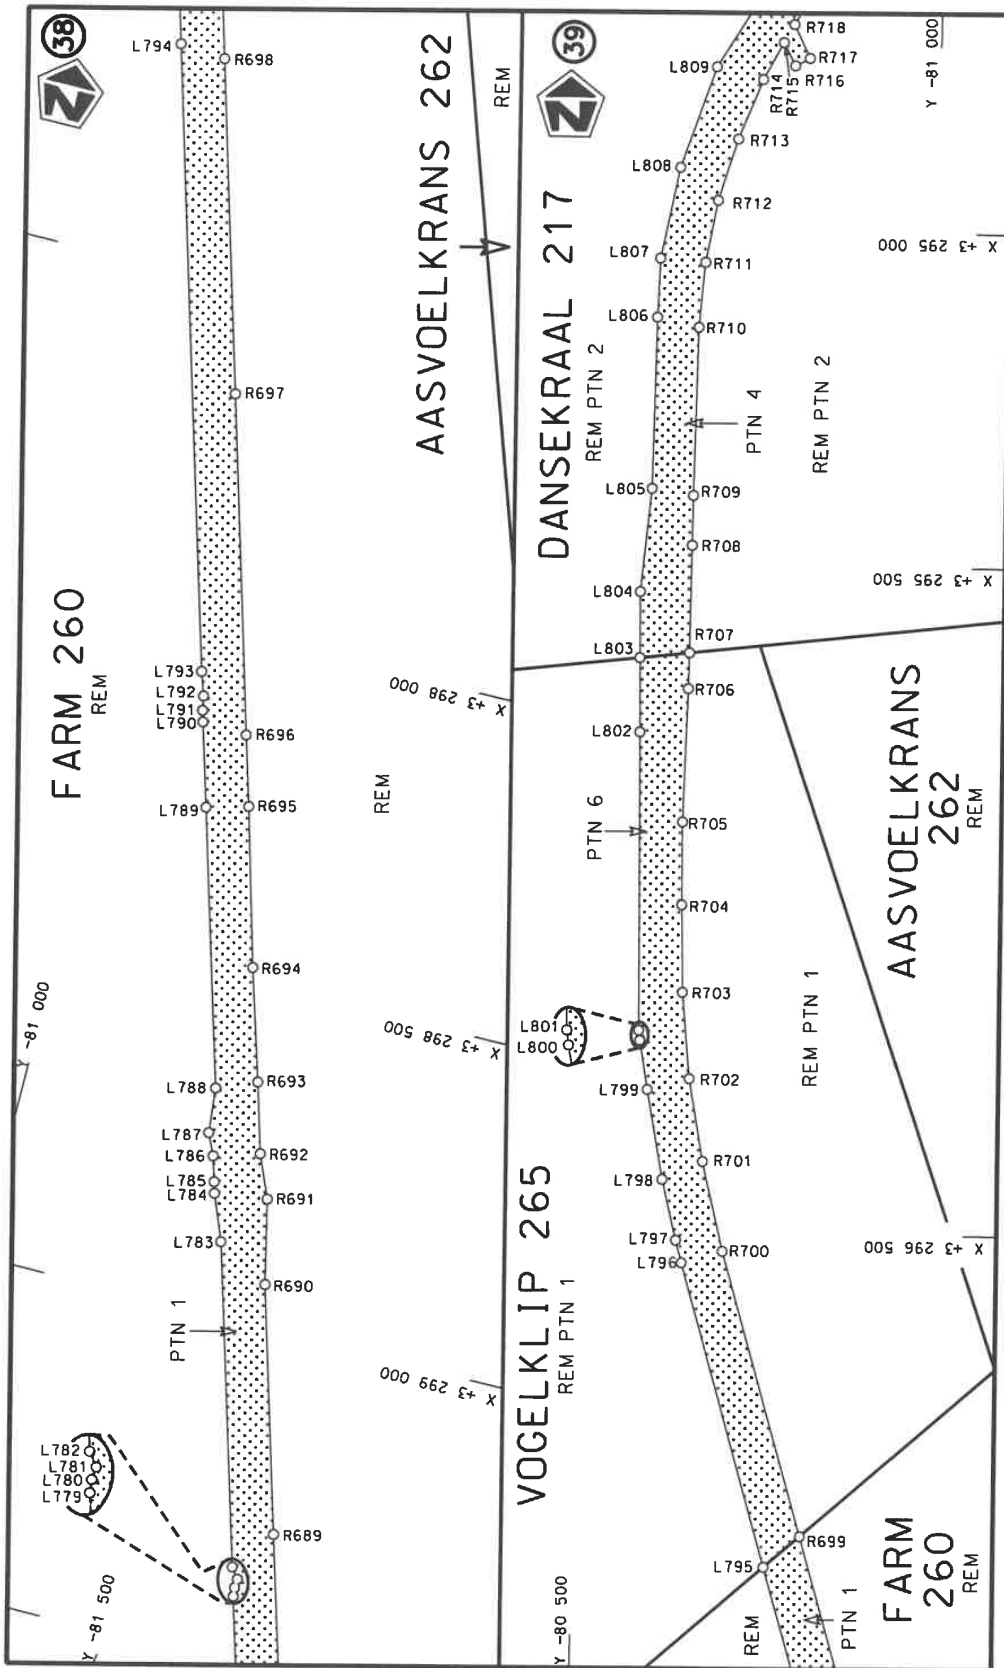 38
L794
R698
AASVOELKRANS 262
REM
R697
FARM 260
REM
L793
L792
L791
L790
R696
X +3 298 000
L789
R695
REM
R694
Y -81 000
X +3 298 500
L788
R693
L787
L786
R692
L785
L784
R691
L783
R690
PTN 1
X +3 299 000
L782
L781
L780
L779
R689
Y -81 500
39
R718
L809
R717
R716
R715
R714
Y -81 000
R713
L808
R712
DANSEKRAAL 217
REM PTN 2
L807
R711
X +3 295 000
L806
R710
PTN 4
REM PTN 2
L805
R709
R708
X +3 295 500
L804
L803
R707
R706
L802
PTN 6
R705
AASVOELKRANS
262
REM
R704
R703
L801
L800
REM PTN 1
L799
R702
R701
L798
VOGELKLIP 265
REM PTN 1
L797
L796
R700
X +3 296 500
R699
L795
Y -80 500
REM
PTN 1
FARM
260
REM